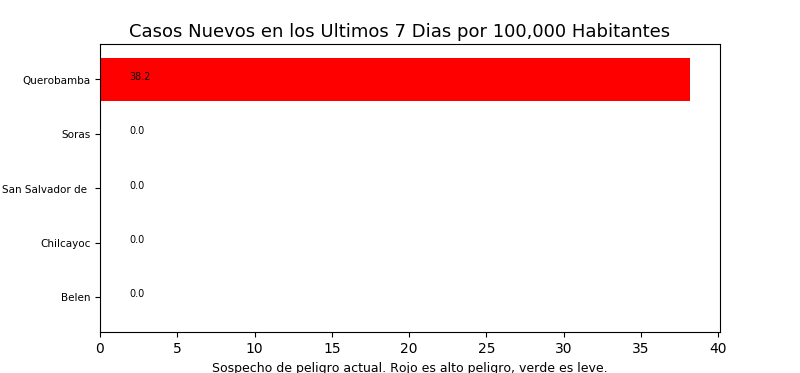 Casos Nuevos en los Ultimos 7 Dias por 100,000 Habitantes
Querobamba 38.2
Soras 0.0
San Salvador de 0.0
Chilcayoc 0.0
Belen 0.0
0 5 10 15 20 25 30 35 40
Sospecho de peligro actual. Rojo es alto peligro, verde es leve.